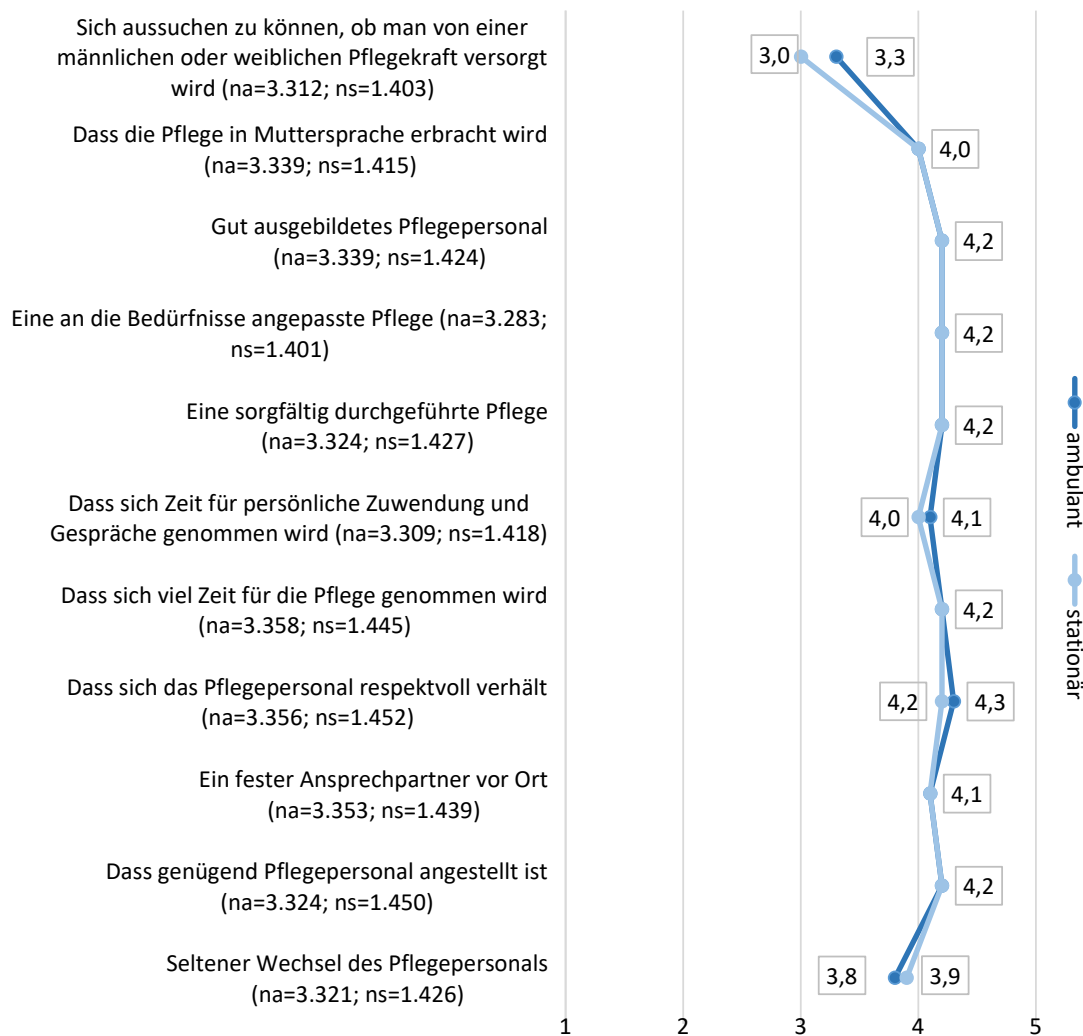 Sich aussuchen zu können, ob man von einer
männlichen oder weiblichen Pflegekraft versorgt
wird (na=3.312; ns=1.403)
3,0
3,3
Dass die Pflege in Muttersprache erbracht wird
(na=3.339; ns=1.415)
4,0
Gut ausgebildetes Pflegepersonal
(na=3.339; ns=1.424)
4,2
Eine an die Bedürfnisse angepasste Pflege (na=3.283;
ns=1.401)
4,2
Eine sorgfältig durchgeführte Pflege
(na=3.324; ns=1.427)
4,2
Dass sich Zeit für persönliche Zuwendung und
Gespräche genommen wird (na=3.309; ns=1.418)
4,0
4,1
Dass sich viel Zeit für die Pflege genommen wird
(na=3.358; ns=1.445)
4,2
Dass sich das Pflegepersonal respektvoll verhält
(na=3.356; ns=1.452)
4,2
4,3
Ein fester Ansprechpartner vor Ort
(na=3.353; ns=1.439)
4,1
Dass genügend Pflegepersonal angestellt ist
(na=3.324; ns=1.450)
4,2
Seltener Wechsel des Pflegepersonals
(na=3.321; ns=1.426)
3,8
3,9
1 2 3 4 5
ambulant
stationär